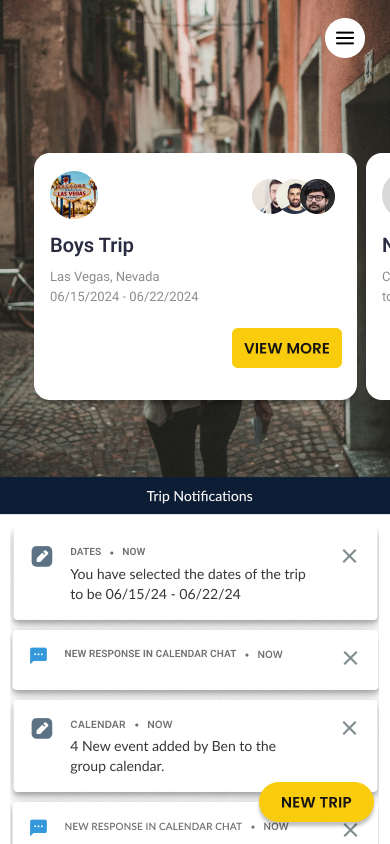 WELCOME
LAS VEGAS
Boys Trip
Las Vegas, Nevada
06/15/2024 - 06/22/2024
VIEW MORE
N
C
to
Trip Notifications
DATES • NOW
You have selected the dates of the trip
to be 06/15/24 - 06/22/24
NEW RESPONSE IN CALENDAR CHAT • NOW
CALENDAR • NOW
4 New event added by Ben to the
group calendar.
NEW TRIP
NEW RESPONSE IN CALENDAR CHAT • NOW